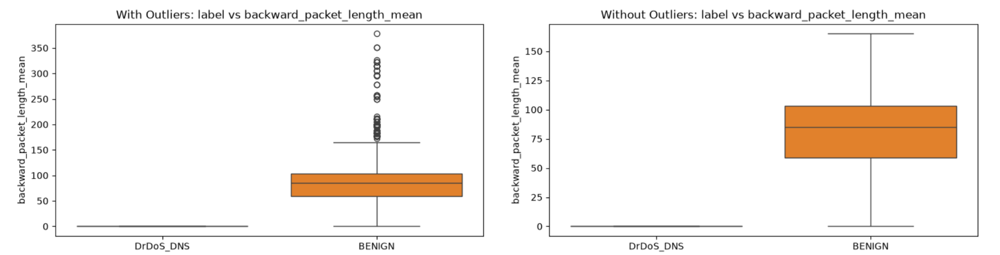 With Outliers: label vs backward_packet_length_mean
backward_packet_length_mean
350
300
250
200
150
100
50
0
DrDoS_DNS
BENIGN
Without Outliers: label vs backward_packet_length_mean
backward_packet_length_mean
150
125
100
75
50
25
0
DrDoS_DNS
BENIGN